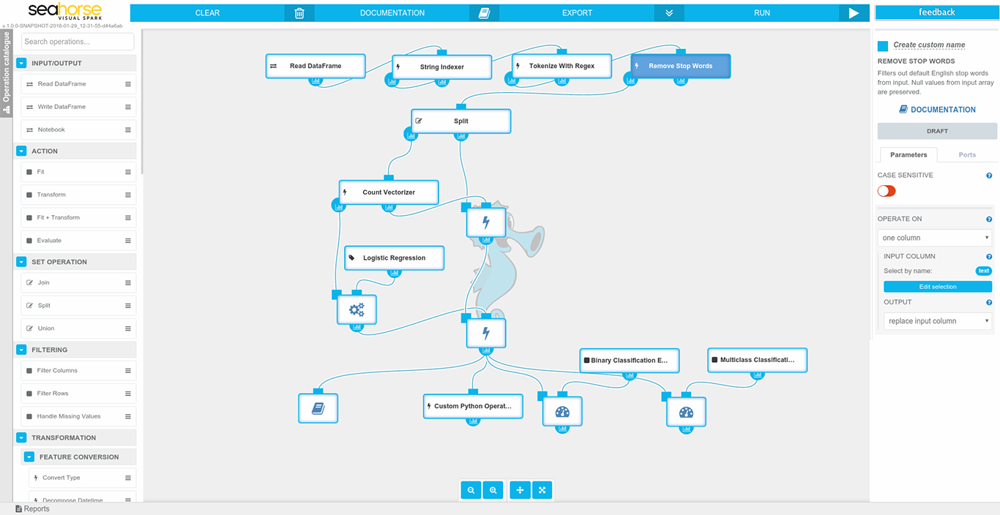 seahorse
VISUAL SPARK
v.1.0.0-SNAPSHOT-2016-01-29_12-31-55-d44a6ab
CLEAR
DOCUMENTATION
EXPORT
RUN
feedback
Operation catalogue
Search operations...
INPUT/OUTPUT
Read DataFrame
Write DataFrame
Notebook
ACTION
Fit
Transform
Fit + Transform
Evaluate
SET OPERATION
Join
Split
Union
FILTERING
Filter Columns
Filter Rows
Handle Missing Values
TRANSFORMATION
FEATURE CONVERSION
Convert Type
Decompose Datetime
Reports
Read DataFrame
String Indexer
Tokenize With Regex
Remove Stop Words
Split
Count Vectorizer
Logistic Regression
Binary Classification E...
Multiclass Classificati...
Custom Python Operat...
Create custom name
REMOVE STOP WORDS
Filters out default English stop words
from input. Null values from input array
are preserved.
DOCUMENTATION
DRAFT
Parameters
Ports
CASE SENSITIVE
OPERATE ON
one column
INPUT COLUMN
Select by name:
text
Edit selection
OUTPUT
replace input column